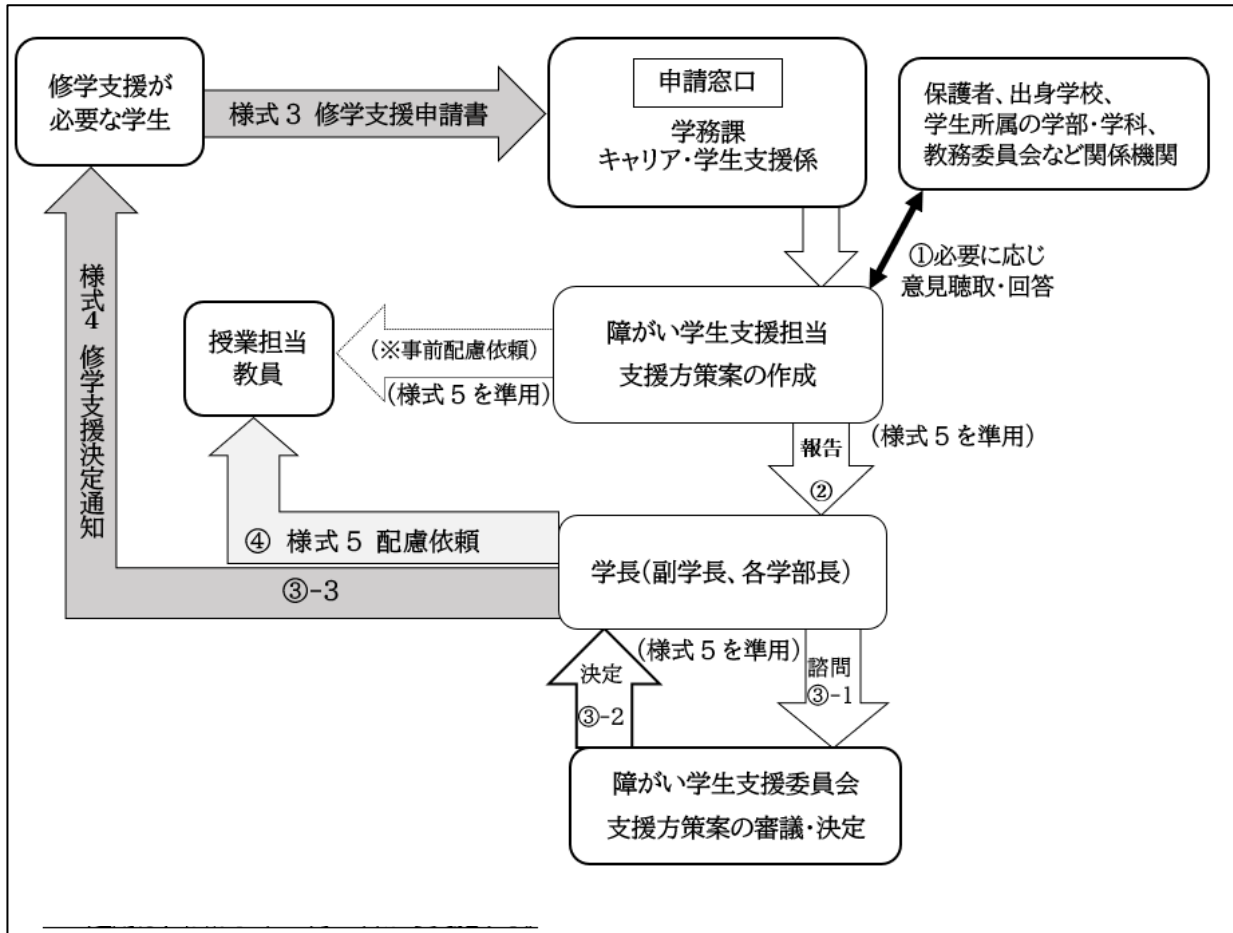 修学支援が
必要な学生
様式3 修学支援申請書
申請窓口
学務課
キャリア・学生支援係
保護者、出身学校、
学生所属の学部・学科、
教務委員会など関係機関
①必要に応じ
意見聴取・回答
様式4 修学支援決定通知
授業担当
教員
(※事前配慮依頼)
(様式5を準用)
障がい学生支援担当
支援方策案の作成
報告
②
(様式5を準用)
④ 様式5 配慮依頼
③-3
学長(副学長、各学部長)
決定
③-2
(様式5を準用)
諮問
③-1
障がい学生支援委員会
支援方策案の審議・決定